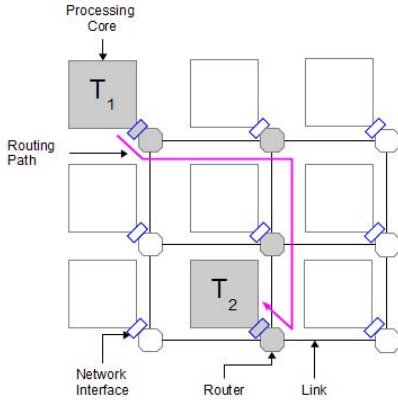 Processing
Core
T1
Routing
Path
T2
Network
Interface
Router
Link